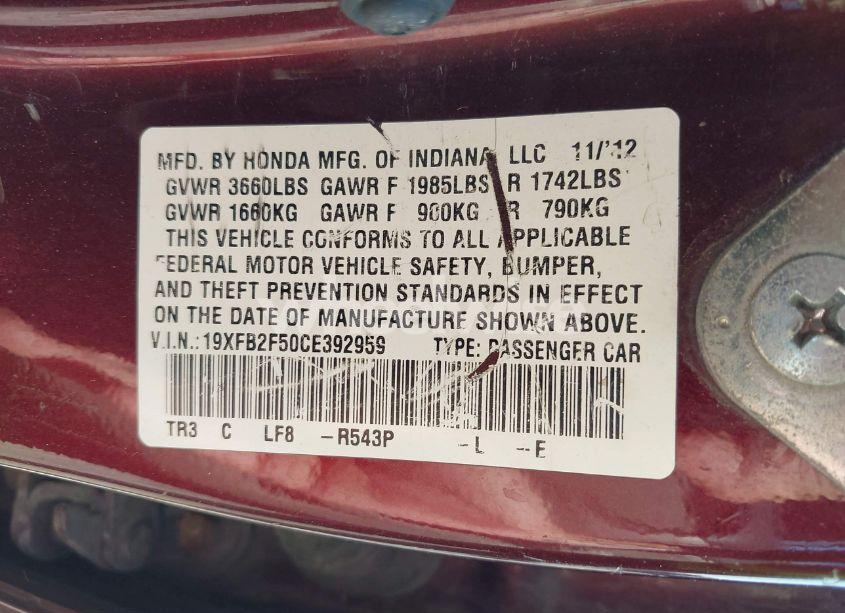 MFD. BY HONDA MFG. OF INDIANA, LLC 11/'12
GVWR 3660LBS GAWR F 1985LBS R 1742LBS
GVWR 1660KG GAWR F 900KG R 790KG
THIS VEHICLE CONFORMS TO ALL APPLICABLE
FEDERAL MOTOR VEHICLE SAFETY, BUMPER,
AND THEFT PREVENTION STANDARDS IN EFFECT
ON THE DATE OF MANUFACTURE SHOWN ABOVE.
V.I.N.: 19XFB2F50CE392959 TYPE: PASSENGER CAR
TR3 C LF8 -R543P -L --E